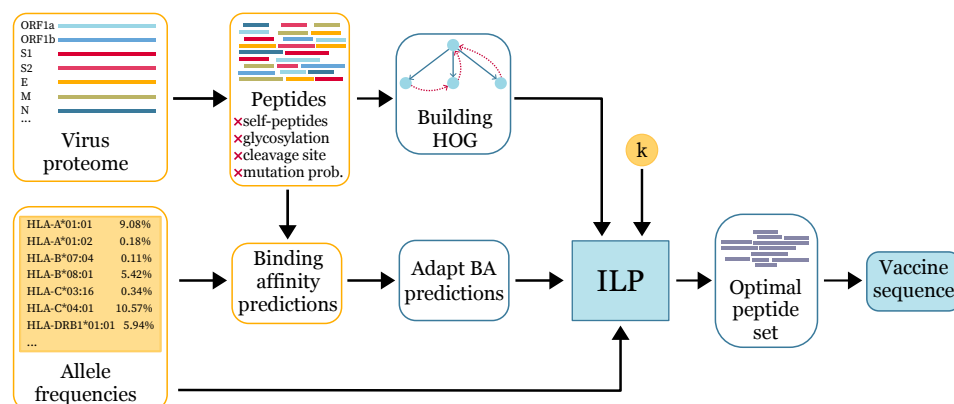 ORF1a
ORF1b
S1
S2
E
M
N
...
Virus
proteome
Peptides
×self-peptides
×glycosylation
×cleavage site
×mutation prob.
Building
HOG
k
HLA-A*01:01 9.08%
HLA-A*01:02 0.18%
HLA-B*07:04 0.11%
HLA-B*08:01 5.42%
HLA-C*03:16 0.34%
HLA-C*04:01 10.57%
HLA-DRB1*01:01 5.94%
...
Allele
frequencies
Binding
affinity
predictions
Adapt BA
predictions
ILP
Optimal
peptide
set
Vaccine
sequence